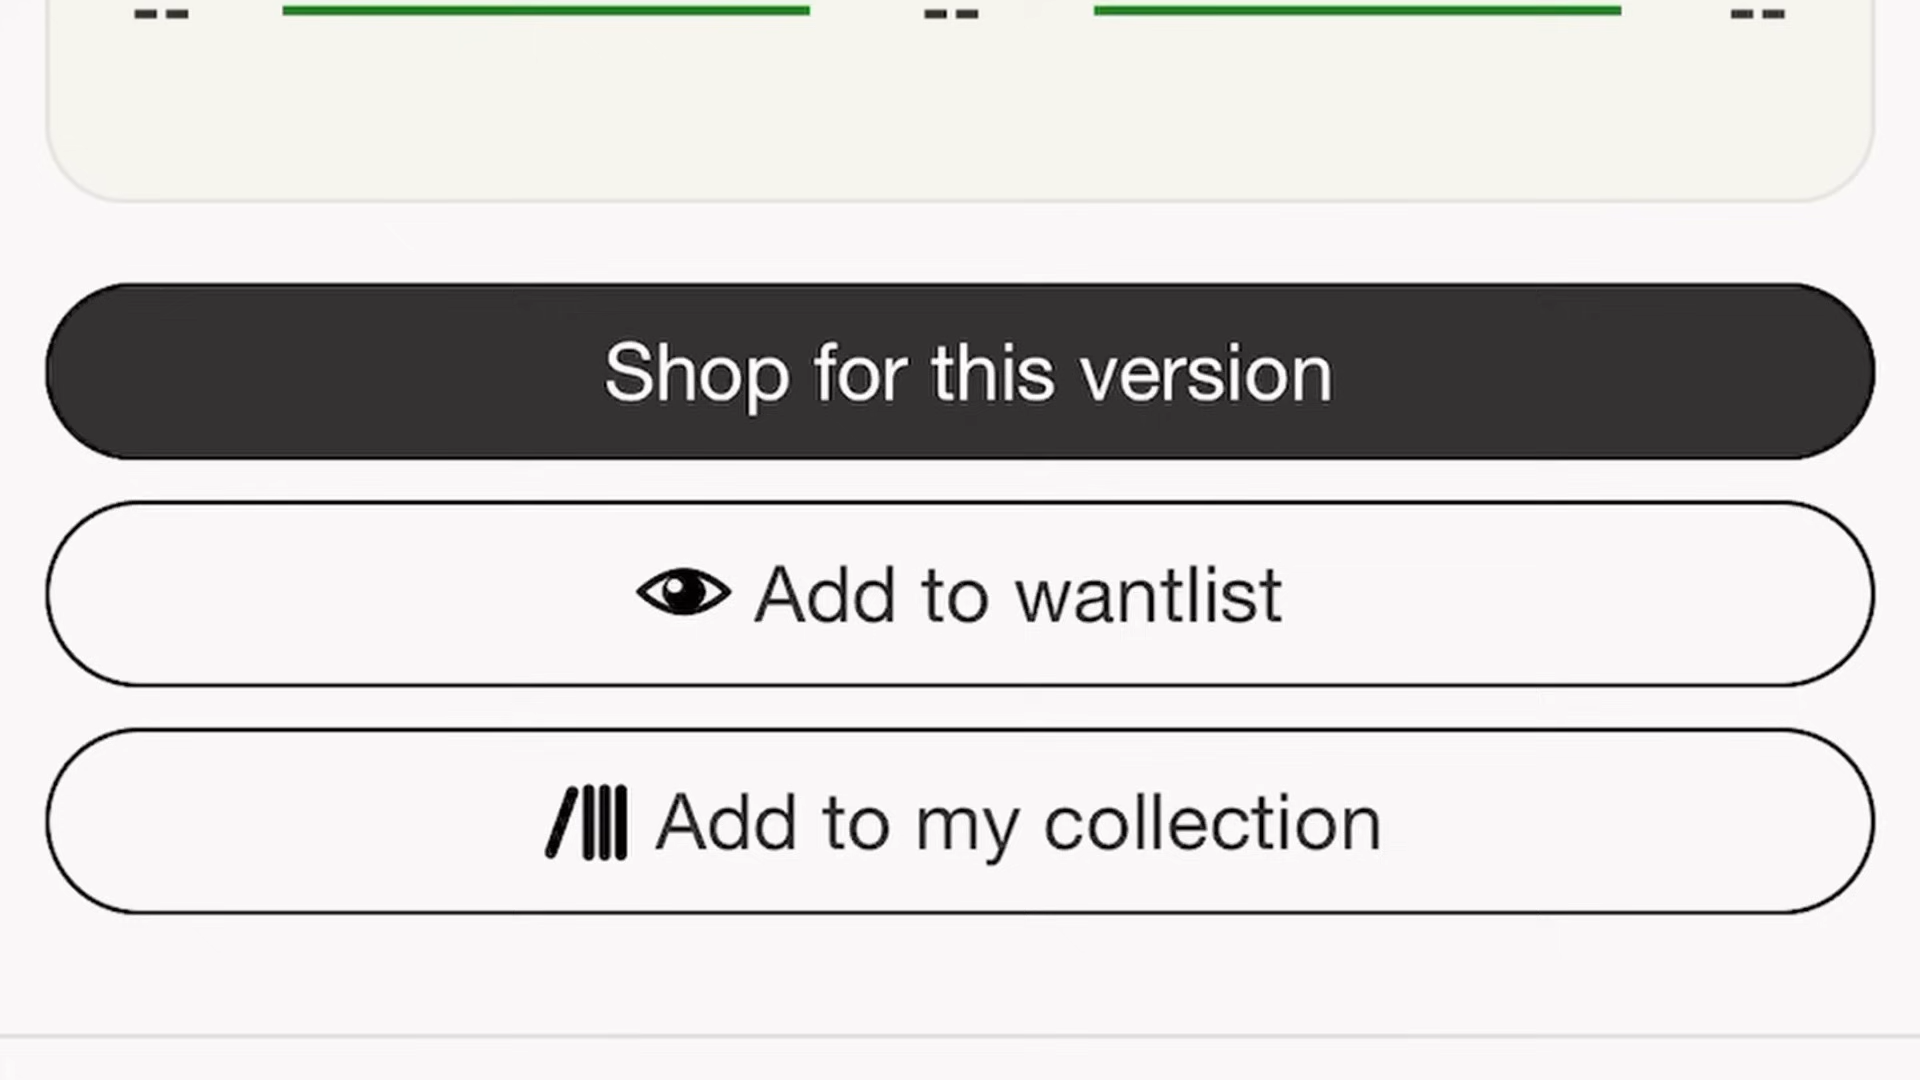 -- -- --
Shop for this version
Add to wantlist
Add to my collection